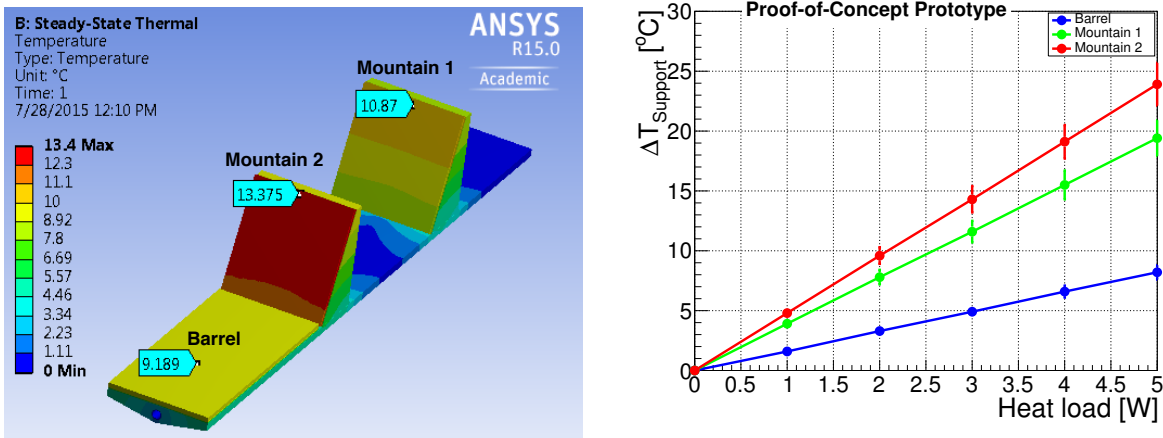 B: Steady-State Thermal
Temperature
Type: Temperature
Unit: °C
Time: 1
7/28/2015 12:10 PM
ANSYS
R15.0
Academic
13.4 Max
12.3
11.1
10
8.92
7.8
6.69
5.57
4.46
3.34
2.23
1.11
0 Min
Mountain 1
10.87
Mountain 2
13.375
Barrel
9.189
Proof-of-Concept Prototype
Barrel
Mountain 1
Mountain 2
ΔTSupport [°C]
30
25
20
15
10
5
0
0 0.5 1 1.5 2 2.5 3 3.5 4 4.5 5
Heat load [W]